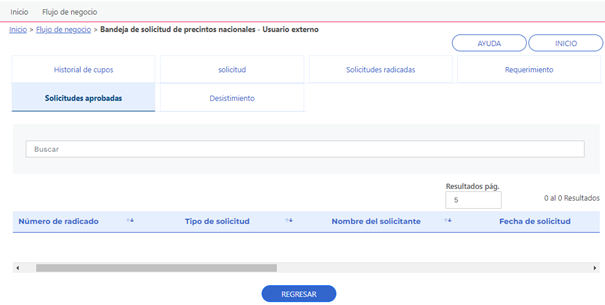 Inicio Flujo de negocio
Inicio > Flujo de negocio > Bandeja de solicitud de precintos nacionales - Usuario externo
AYUDA INICIO
Historial de cupos solicitud Solicitudes radicadas Requerimiento
Solicitudes aprobadas Desistimiento
Buscar
Resultados pág.
5 0 al 0 Resultados
Número de radicado Tipo de solicitud Nombre del solicitante Fecha de solicitud
REGRESAR